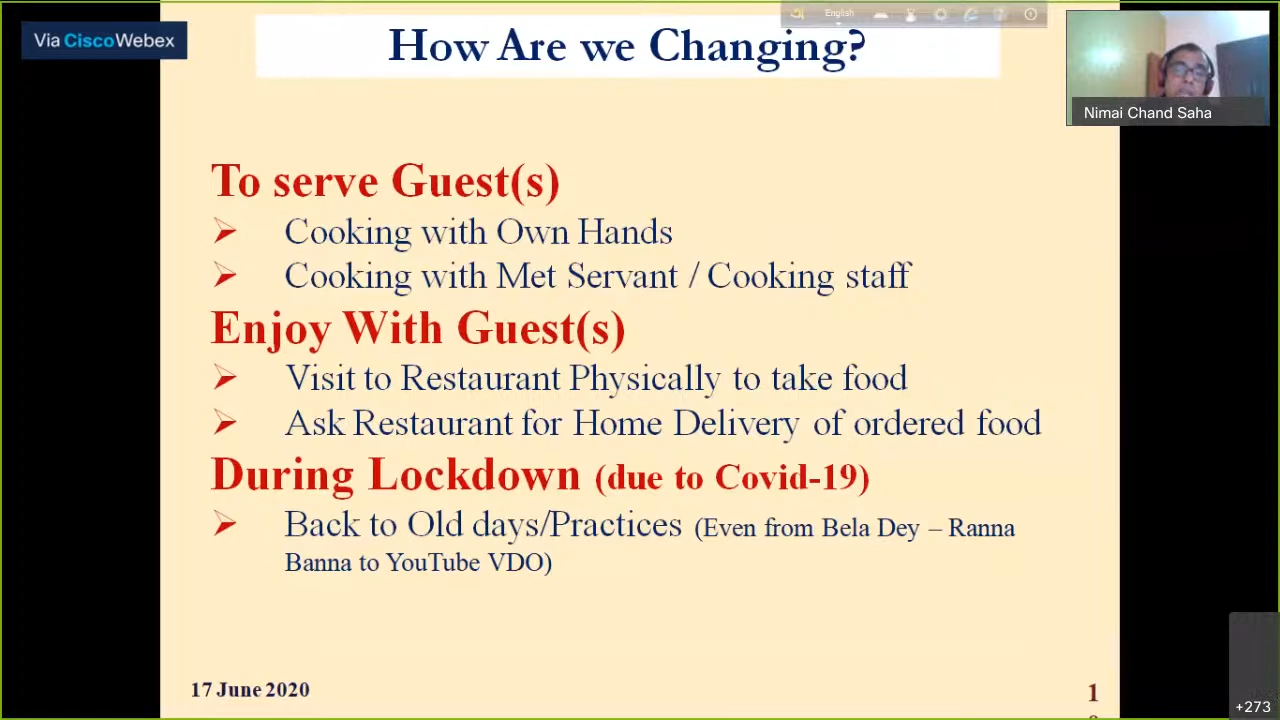 Via Cisco Webex
English
How Are we Changing?
Nimai Chand Saha
To serve Guest(s)
Cooking with Own Hands
Cooking with Met Servant / Cooking staff
Enjoy With Guest(s)
Visit to Restaurant Physically to take food
Ask Restaurant for Home Delivery of ordered food
During Lockdown (due to Covid-19)
Back to Old days/Practices (Even from Bela Dey – Ranna
Banna to YouTube VDO)
17 June 2020
1
+273